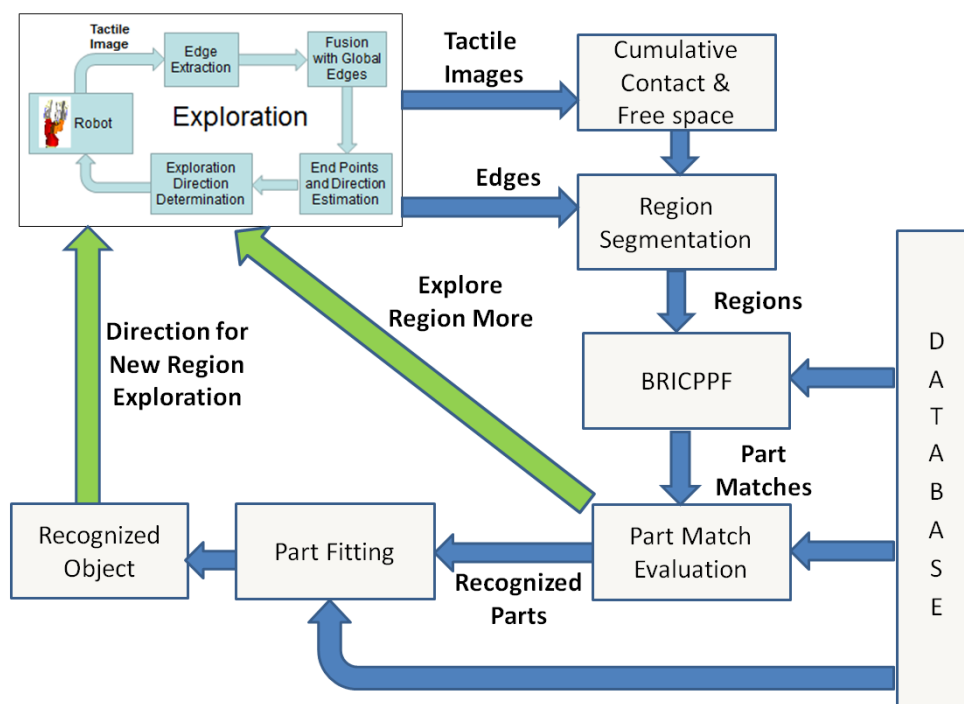 Tactile
Image
Edge
Extraction
Fusion
with Global
Edges
Robot
Exploration
Exploration
Direction
Determination
End Points
and Direction
Estimation
Tactile
Images
Cumulative
Contact &
Free space
Edges
Region
Segmentation
Explore
Region More
Regions
Direction for
New Region
Exploration
BRICPPF
D
A
T
A
B
A
S
E
Part
Matches
Recognized
Object
Part Fitting
Part Match
Evaluation
Recognized
Parts